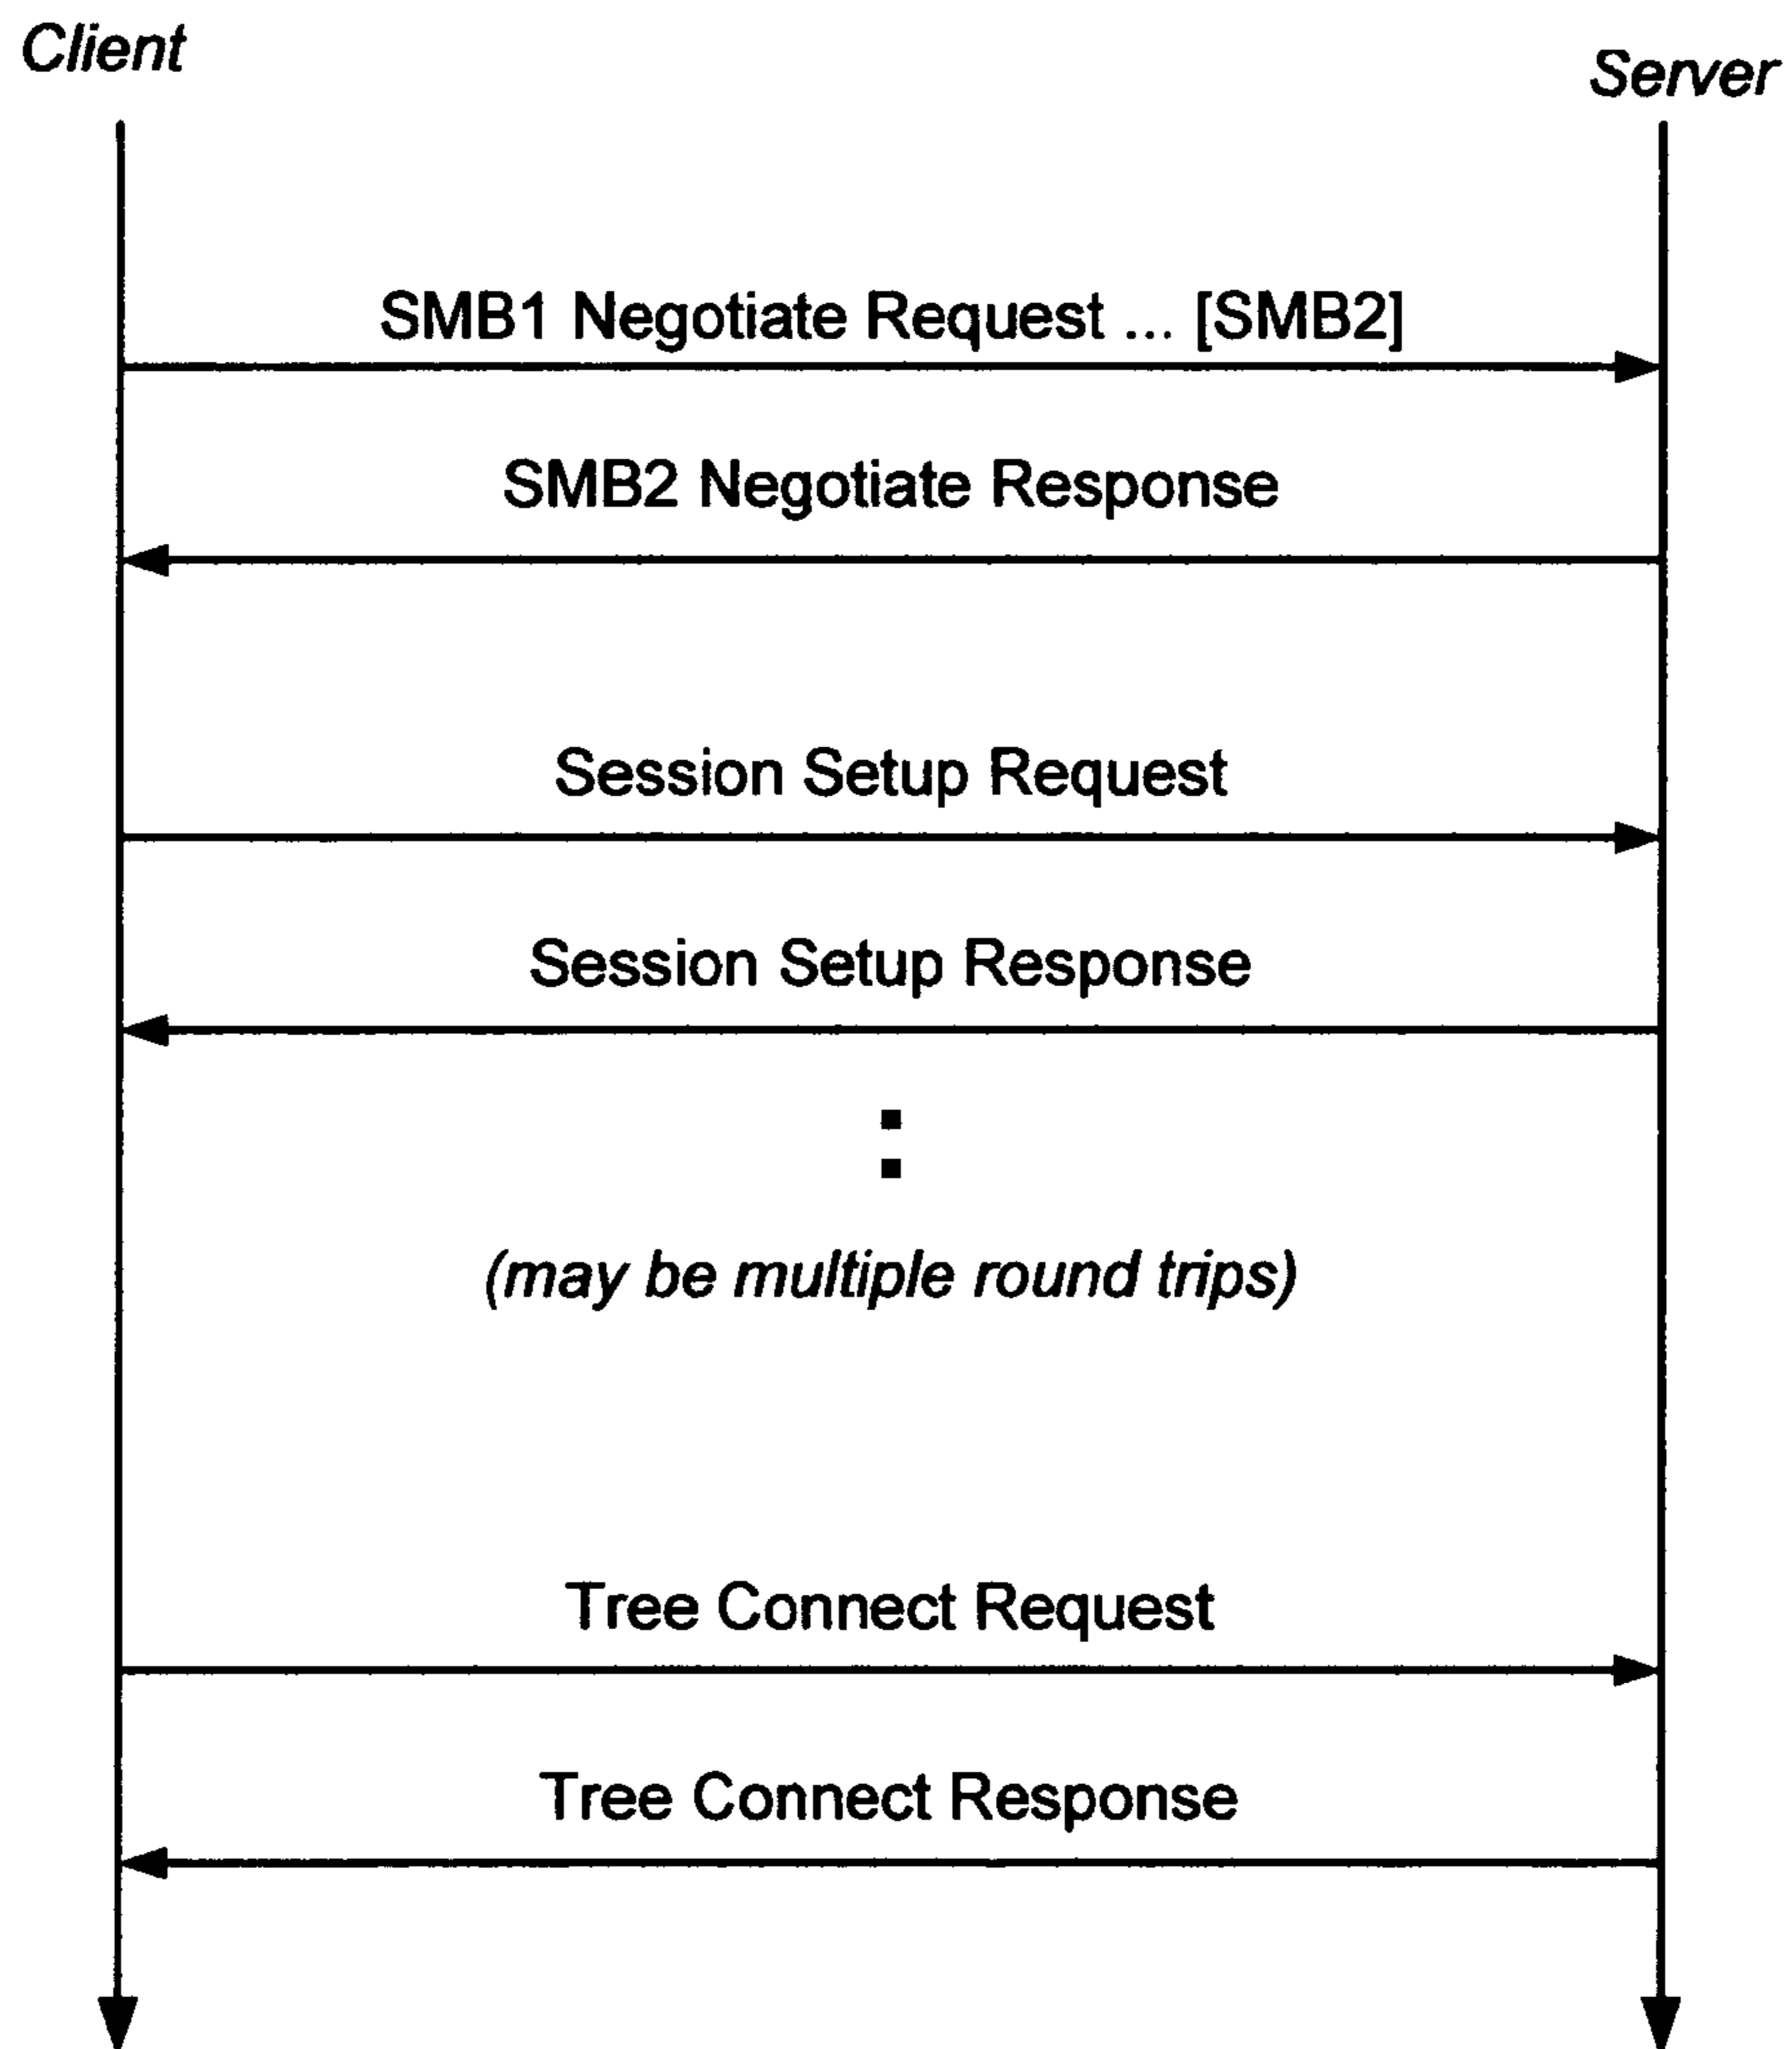 Client
Server
SMB1 Negotiate Request ... [SMB2]
SMB2 Negotiate Response
Session Setup Request
Session Setup Response
(may be multiple round trips)
Tree Connect Request
Tree Connect Response